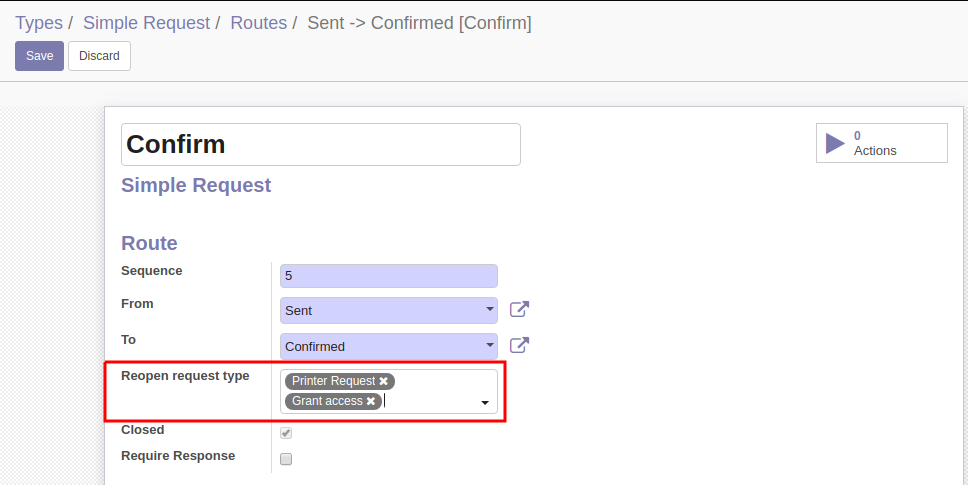 Types / Simple Request / Routes / Sent -> Confirmed [Confirm]
Save Discard
Confirm
0
Actions
Simple Request
Route
Sequence 5
From Sent
To Confirmed
Reopen request type Printer Request ✖
Grant access ✖
Closed
Require Response